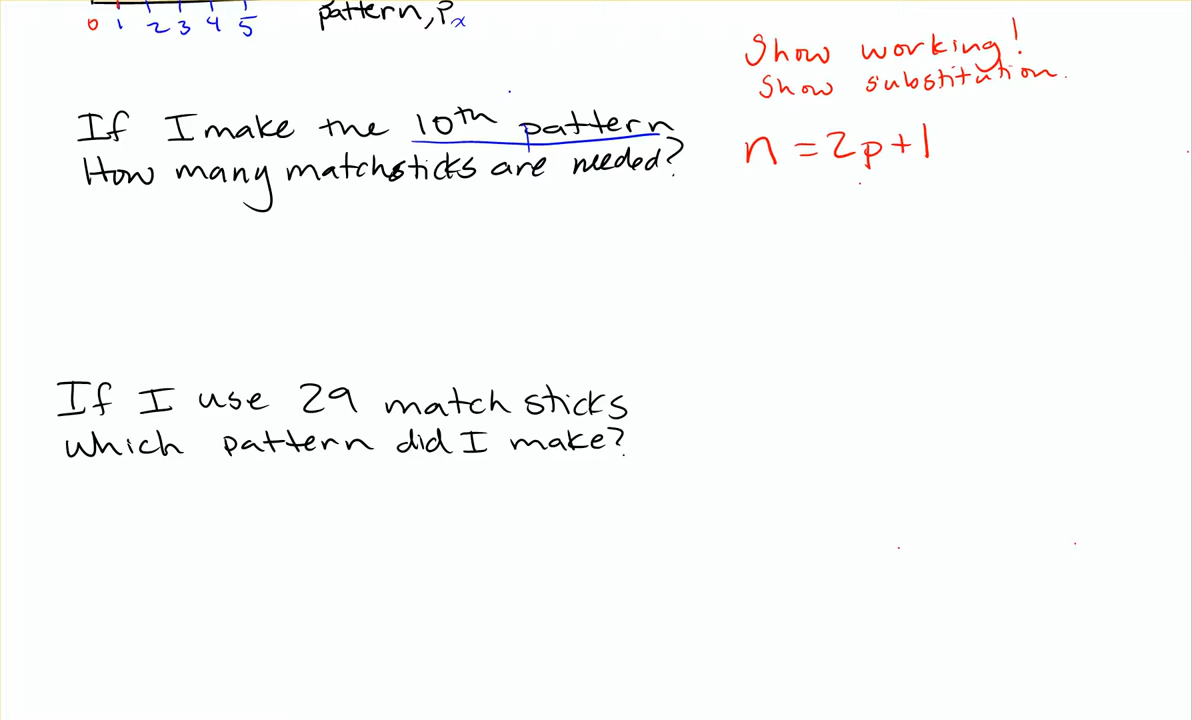 0 1 2 3 4 5
pattern, Px
Show working!
Show substitution.
If I make the 10th pattern
How many matchsticks are needed?
n = 2p + 1
If I use 29 match sticks
which pattern did I make?